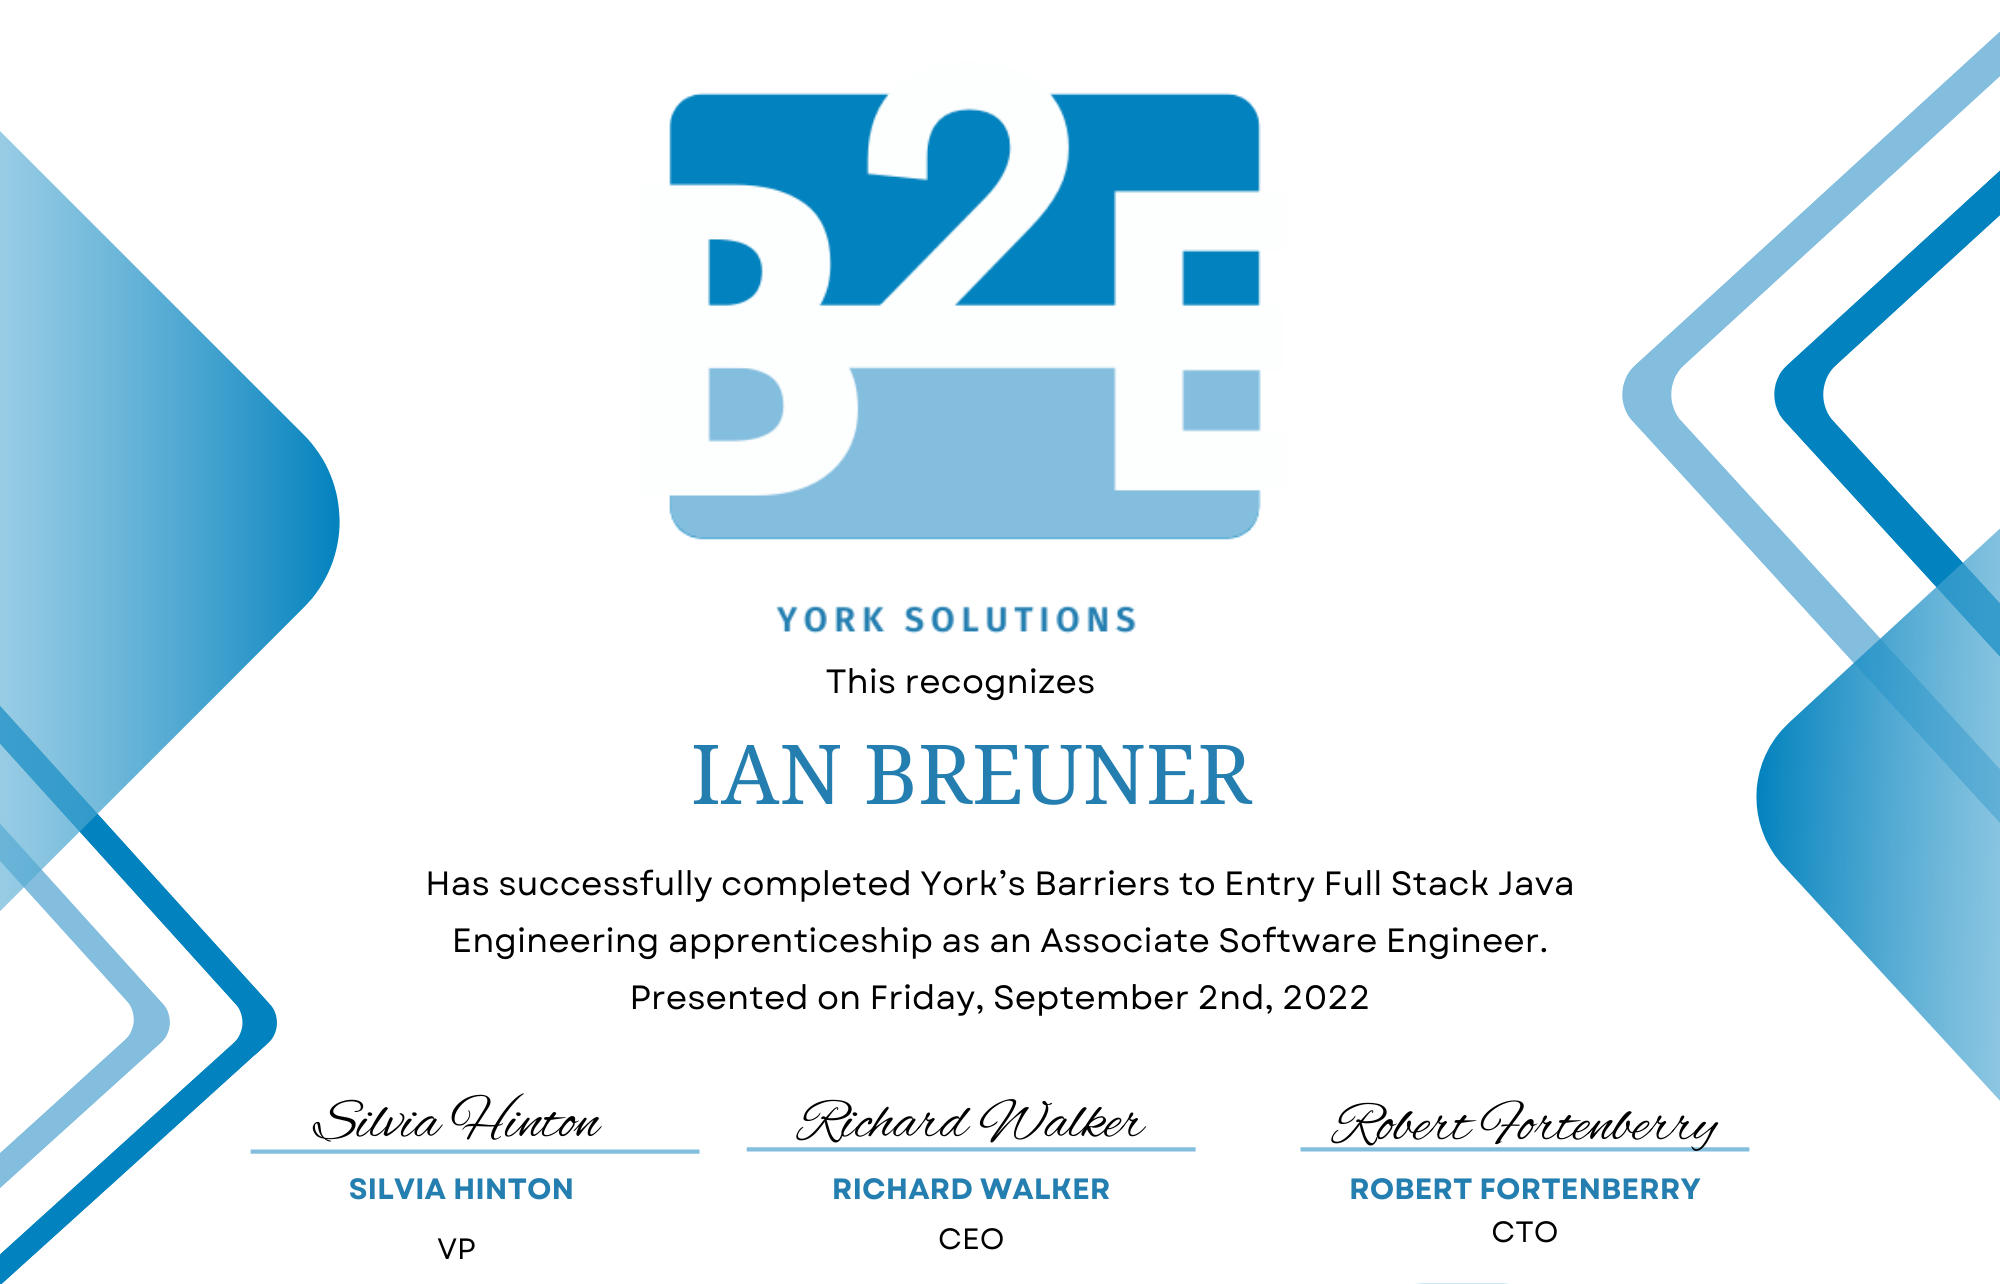 B2E
YORK SOLUTIONS
This recognizes
IAN BREUNER
Has successfully completed York’s Barriers to Entry Full Stack Java
Engineering apprenticeship as an Associate Software Engineer.
Presented on Friday, September 2nd, 2022
Silvia Hinton Richard Walker Robert Fortenberry
SILVIA HINTON RICHARD WALKER ROBERT FORTENBERRY
VP CEO CTO